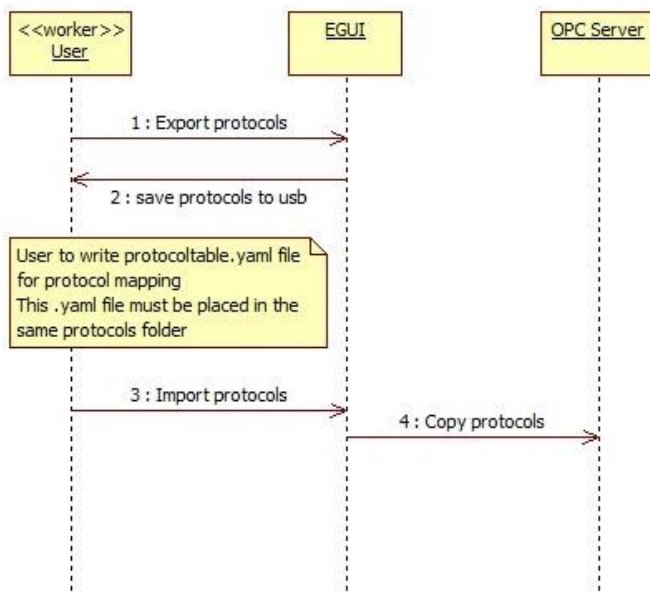 <<worker>>
User
EGUI
OPC Server
1 : Export protocols
2 : save protocols to usb
User to write protocoltable.yaml file
for protocol mapping
This .yaml file must be placed in the
same protocols folder
3 : Import protocols
4 : Copy protocols